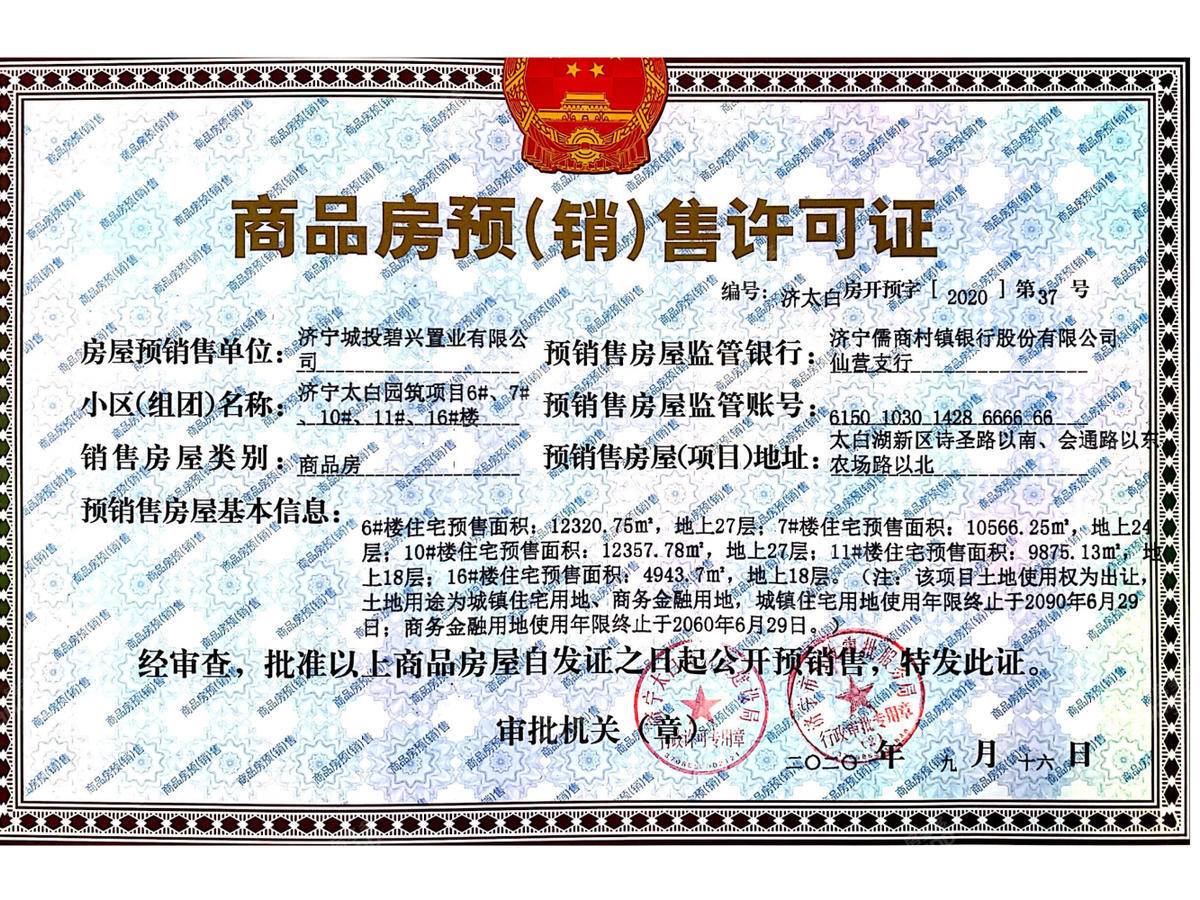 商品房预(销)售许可证
编号：济太白房开预字［2020］第37号
房屋预销售单位：济宁城投碧兴置业有限公
司
预销售房屋监管银行：济宁儒商村镇银行股份有限公司
仙营支行
小区(组团)名称：济宁太白园筑项目6#、7#
、10#、11#、16#楼
预销售房屋监管账号：6150 1030 1428 6666 66
销售房屋类别：商品房
预销售房屋(项目)地址：太白湖新区诗圣路以南、会通路以东
农场路以北
预销售房屋基本信息：
6#楼住宅预售面积：12320.75㎡，地上27层；7#楼住宅预售面积：10566.25㎡，地上24
层；10#楼住宅预售面积：12357.78㎡，地上27层；11#楼住宅预售面积：9875.13㎡，地
上18层；16#楼住宅预售面积：4943.7㎡，地上18层。（注：该项目土地使用权为出让，
土地用途为城镇住宅用地、商务金融用地，城镇住宅用地使用年限终止于2090年6月29
日；商务金融用地使用年限终止于2060年6月29日。）
经审查，批准以上商品房屋自发证之日起公开预销售，特发此证。
审批机关（章）
行政许可专用章
行政审批专用章
二〇二〇年九月十六日